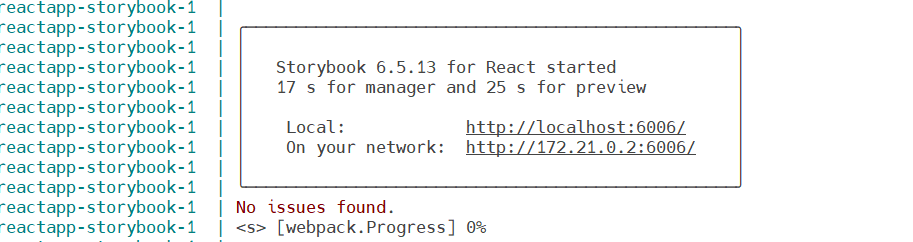 reactapp-storybook-1 |
reactapp-storybook-1 |
reactapp-storybook-1 |
reactapp-storybook-1 | Storybook 6.5.13 for React started
reactapp-storybook-1 | 17 s for manager and 25 s for preview
reactapp-storybook-1 |
reactapp-storybook-1 | Local: http://localhost:6006/
reactapp-storybook-1 | On your network: http://172.21.0.2:6006/
reactapp-storybook-1 |
reactapp-storybook-1 |
reactapp-storybook-1 | No issues found.
reactapp-storybook-1 | <s> [webpack.Progress] 0%